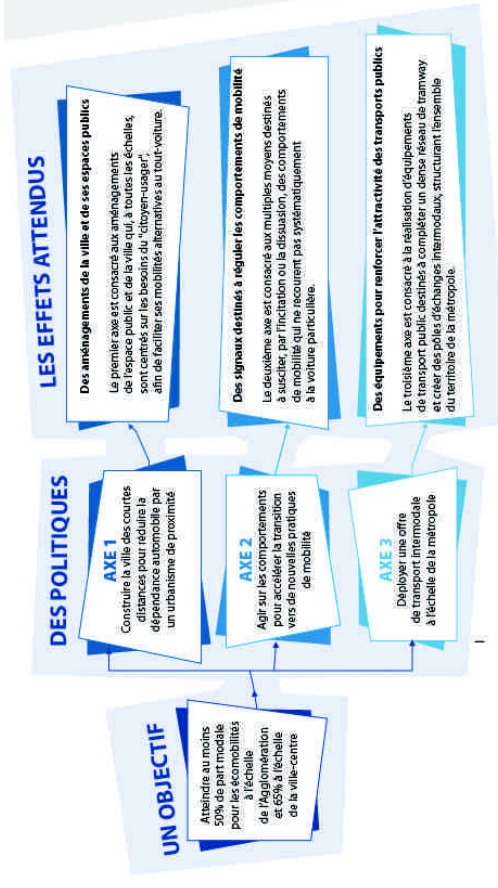 UN OBJECTIF
Atteindre au moins
50% de part modale
pour les écomobilités
à l'échelle
de l'Agglomération
et 65% à l'échelle
de la ville-centre
DES POLITIQUES
AXE 1
Construire la ville des courtes
distances pour réduire la
dépendance automobile par
un urbanisme de proximité
AXE 2
Agir sur les comportements
pour accélérer la transition
vers de nouvelles pratiques
de mobilité
AXE 3
Déployer une offre
de transport intermodale
à l'échelle de la métropole
LES EFFETS ATTENDUS
Des aménagements de la ville et de ses espaces publics
Le premier axe est consacré aux aménagements
de l'espace public et de la ville qui, à toutes les échelles,
sont centrés sur les besoins du "citoyen-usager",
afin de faciliter ses mobilités alternatives au tout-voiture.
Des signaux destinés à réguler les comportements de mobilité
Le deuxième axe est consacré aux multiples moyens destinés
à susciter, par l'incitation ou la dissuasion, des comportements
de mobilité qui ne recourent pas systématiquement
à la voiture particulière.
Des équipements pour renforcer l'attractivité des transports publics
Le troisième axe est consacré à la réalisation d'équipements
de transport public destinés à compléter un dense réseau de tramway
et créer des pôles d'échanges intermodaux, structurant l'ensemble
du territoire de la métropole.